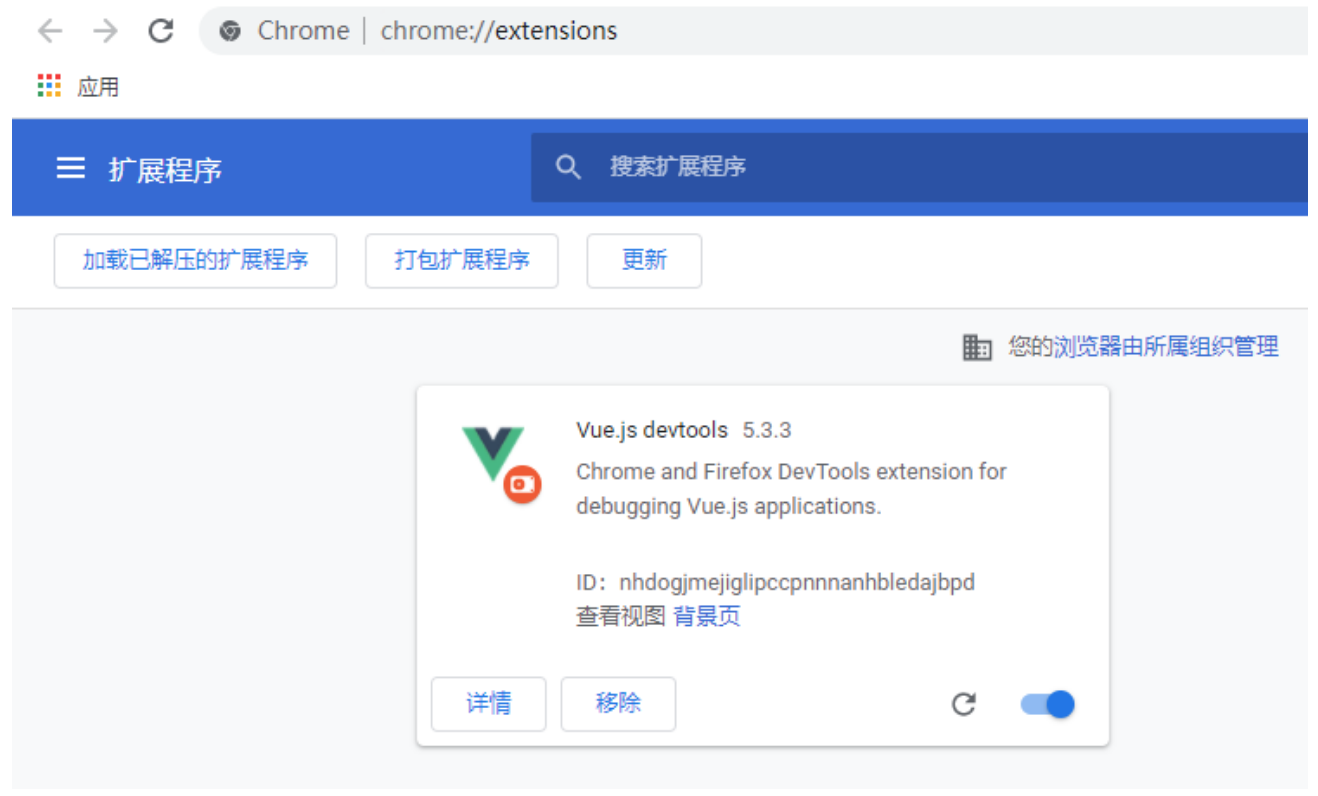 Chrome | chrome://extensions
应用
扩展程序
搜索扩展程序
加载已解压的扩展程序 打包扩展程序 更新
您的浏览器由所属组织管理
Vue.js devtools 5.3.3
Chrome and Firefox DevTools extension for
debugging Vue.js applications.
ID：nhdogjmejiglipccpnnnanhbledajbpd
查看视图 背景页
详情 移除